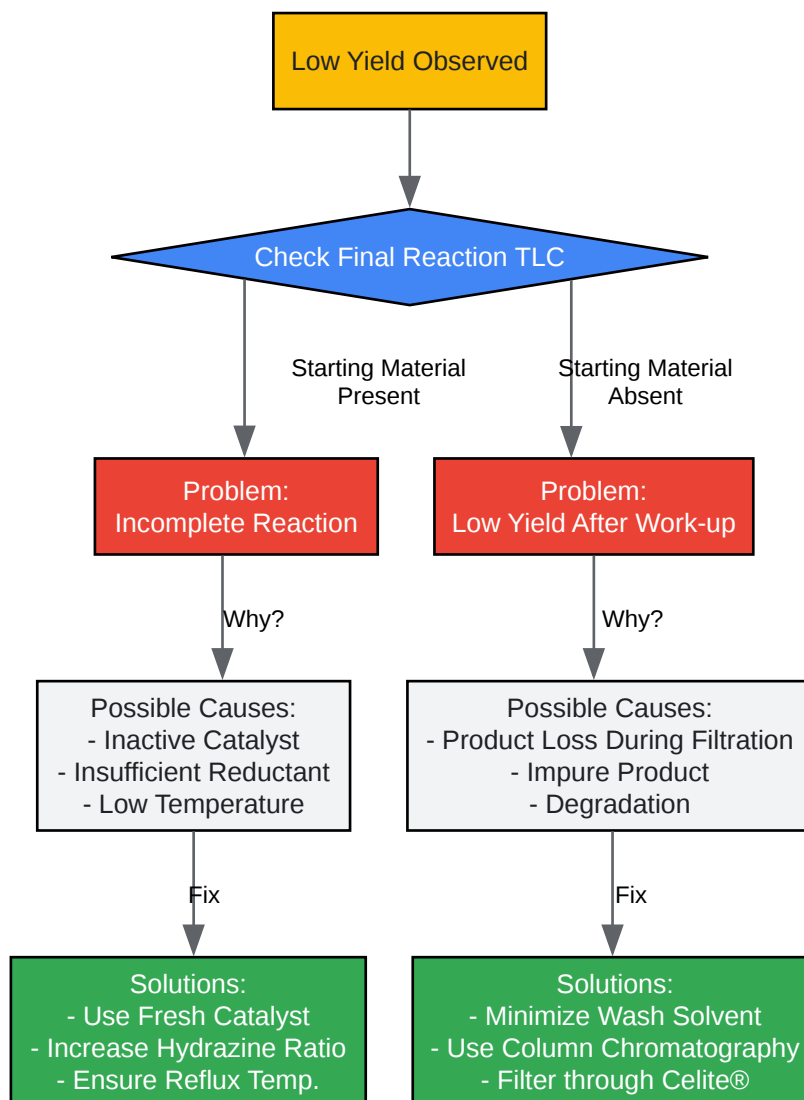 Low Yield Observed
Check Final Reaction TLC
Starting Material
Present
Starting Material
Absent
Problem:
Incomplete Reaction
Problem:
Low Yield After Work-up
Why?
Why?
Possible Causes:
- Inactive Catalyst
- Insufficient Reductant
- Low Temperature
Possible Causes:
- Product Loss During Filtration
- Impure Product
- Degradation
Fix
Fix
Solutions:
- Use Fresh Catalyst
- Increase Hydrazine Ratio
- Ensure Reflux Temp.
Solutions:
- Minimize Wash Solvent
- Use Column Chromatography
- Filter through Celite®